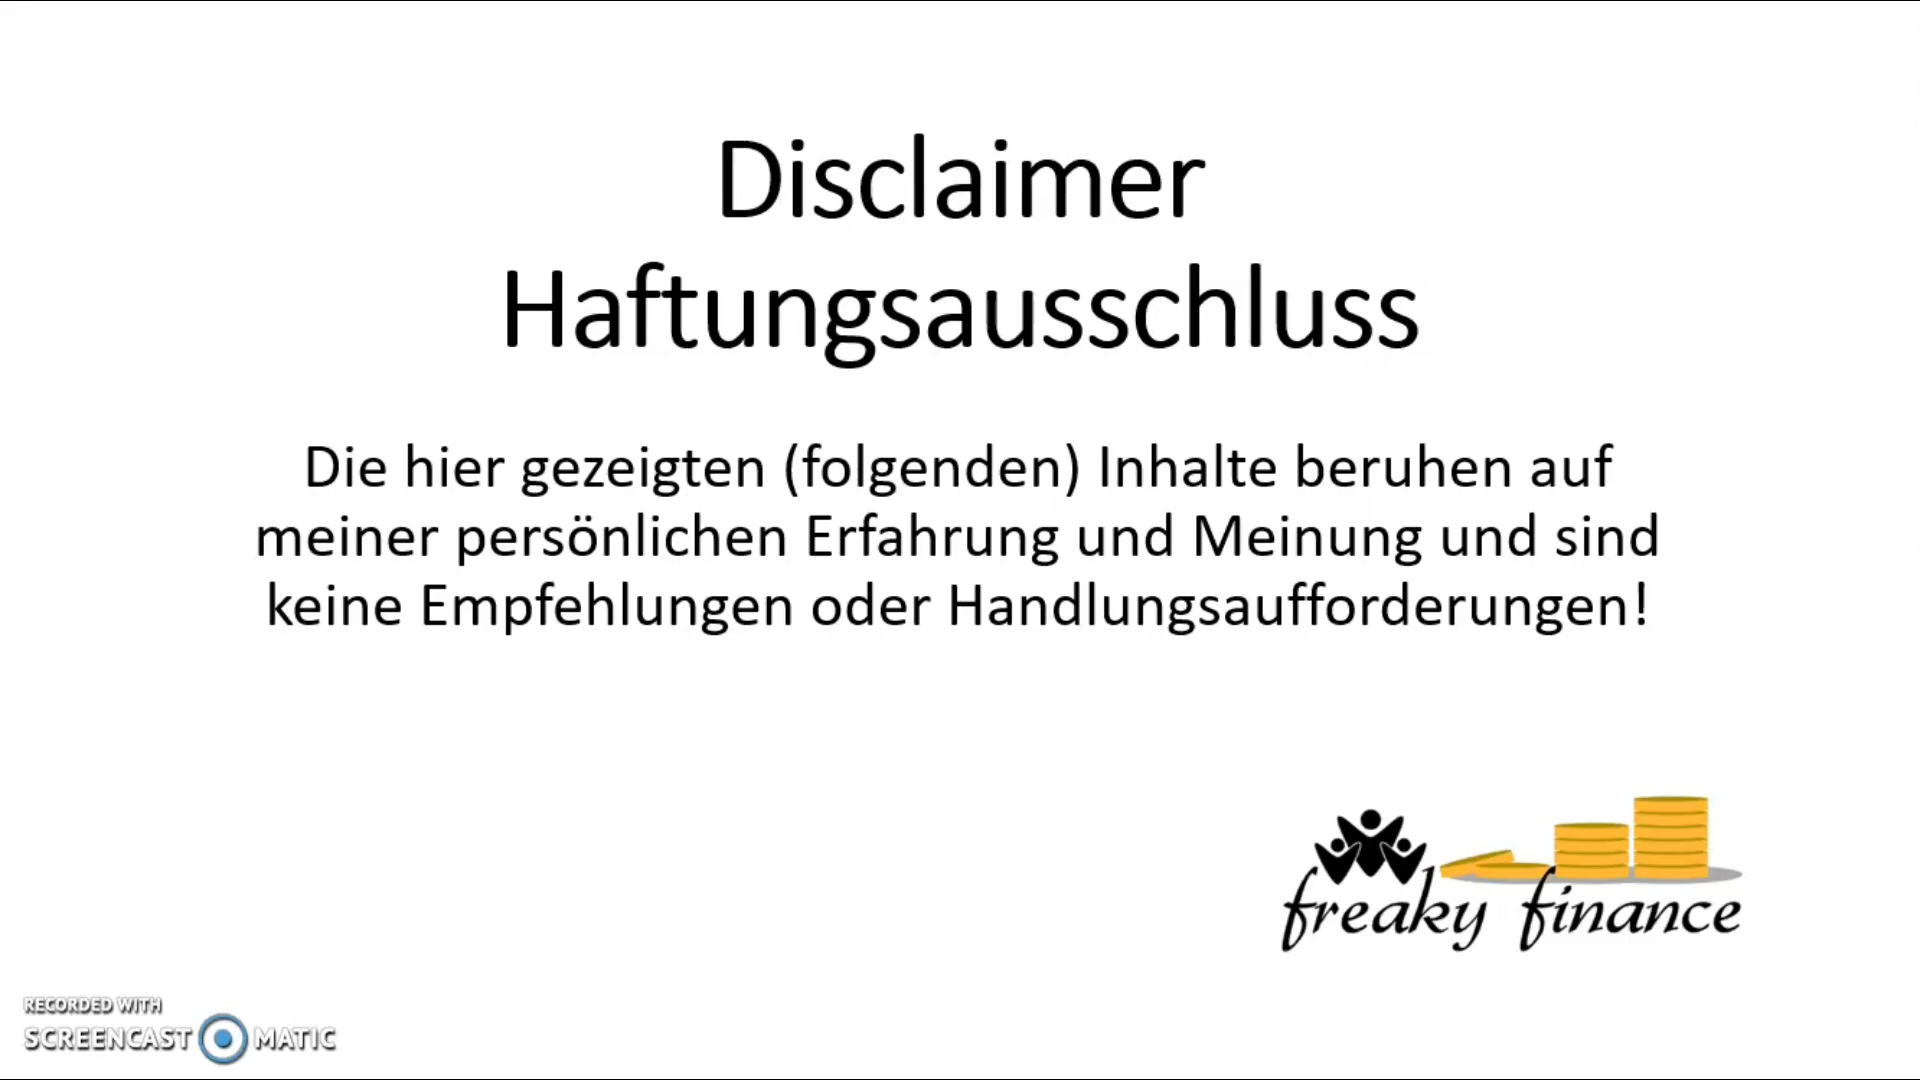 Disclaimer
Haftungsausschluss
Die hier gezeigten (folgenden) Inhalte beruhen auf
meiner persönlichen Erfahrung und Meinung und sind
keine Empfehlungen oder Handlungsaufforderungen!
freaky finance
RECORDED WITH
SCREENCAST MATIC